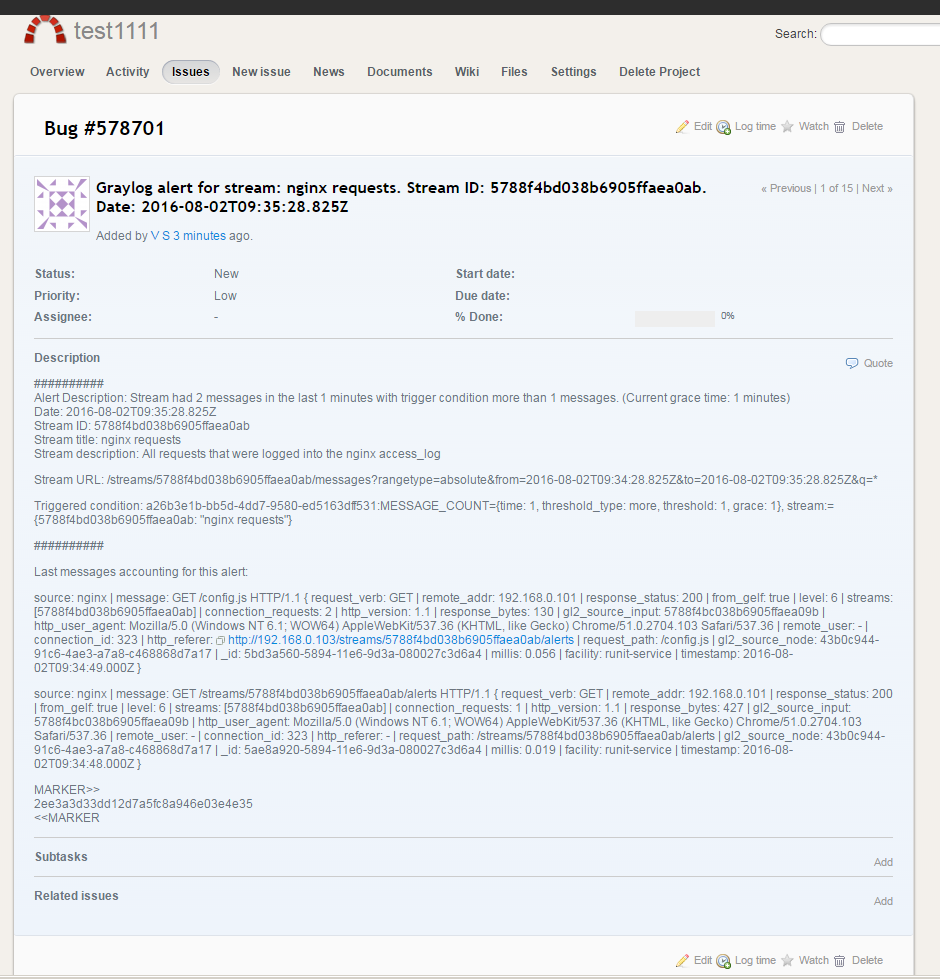 test1111
Search:
Overview Activity Issues New issue News Documents Wiki Files Settings Delete Project
Bug #578701
Edit Log time Watch Delete
Graylog alert for stream: nginx requests. Stream ID: 5788f4bd038b6905ffaea0ab.
Date: 2016-08-02T09:35:28.825Z
« Previous | 1 of 15 | Next »
Added by V S 3 minutes ago.
Status: New Start date:
Priority: Low Due date:
Assignee: - % Done: 0%
Description
Quote
##########
Alert Description: Stream had 2 messages in the last 1 minutes with trigger condition more than 1 messages. (Current grace time: 1 minutes)
Date: 2016-08-02T09:35:28.825Z
Stream ID: 5788f4bd038b6905ffaea0ab
Stream title: nginx requests
Stream description: All requests that were logged into the nginx access_log
Stream URL: /streams/5788f4bd038b6905ffaea0ab/messages?rangetype=absolute&from=2016-08-02T09:34:28.825Z&to=2016-08-02T09:35:28.825Z&q=*
Triggered condition: a26b3e1b-bb5d-4dd7-9580-ed5163dff531:MESSAGE_COUNT={time: 1, threshold_type: more, threshold: 1, grace: 1}, stream:=
{5788f4bd038b6905ffaea0ab: "nginx requests"}
##########
Last messages accounting for this alert:
source: nginx | message: GET /config.js HTTP/1.1 { request_verb: GET | remote_addr: 192.168.0.101 | response_status: 200 | from_gelf: true | level: 6 | streams:
[5788f4bd038b6905ffaea0ab] | connection_requests: 2 | http_version: 1.1 | response_bytes: 130 | gl2_source_input: 5788f4bc038b6905ffaea09b |
http_user_agent: Mozilla/5.0 (Windows NT 6.1; WOW64) AppleWebKit/537.36 (KHTML, like Gecko) Chrome/51.0.2704.103 Safari/537.36 | remote_user: - |
connection_id: 323 | http_referer: http://192.168.0.103/streams/5788f4bd038b6905ffaea0ab/alerts | request_path: /config.js | gl2_source_node: 43b0c944-
91c6-4ae3-a7a8-c468868d7a17 | _id: 5bd3a560-5894-11e6-9d3a-080027c3d6a4 | millis: 0.056 | facility: runit-service | timestamp: 2016-08-
02T09:34:49.000Z }
source: nginx | message: GET /streams/5788f4bd038b6905ffaea0ab/alerts HTTP/1.1 { request_verb: GET | remote_addr: 192.168.0.101 | response_status: 200
| from_gelf: true | level: 6 | streams: [5788f4bd038b6905ffaea0ab] | connection_requests: 1 | http_version: 1.1 | response_bytes: 427 | gl2_source_input:
5788f4bc038b6905ffaea09b | http_user_agent: Mozilla/5.0 (Windows NT 6.1; WOW64) AppleWebKit/537.36 (KHTML, like Gecko) Chrome/51.0.2704.103
Safari/537.36 | remote_user: - | connection_id: 323 | http_referer: - | request_path: /streams/5788f4bd038b6905ffaea0ab/alerts | gl2_source_node: 43b0c944-
91c6-4ae3-a7a8-c468868d7a17 | _id: 5ae8a920-5894-11e6-9d3a-080027c3d6a4 | millis: 0.019 | facility: runit-service | timestamp: 2016-08-
02T09:34:48.000Z }
MARKER>>
2ee3a3d33dd12d7a5fc8a946e03e4e35
<<MARKER
Subtasks
Add
Related issues
Add
Edit Log time Watch Delete